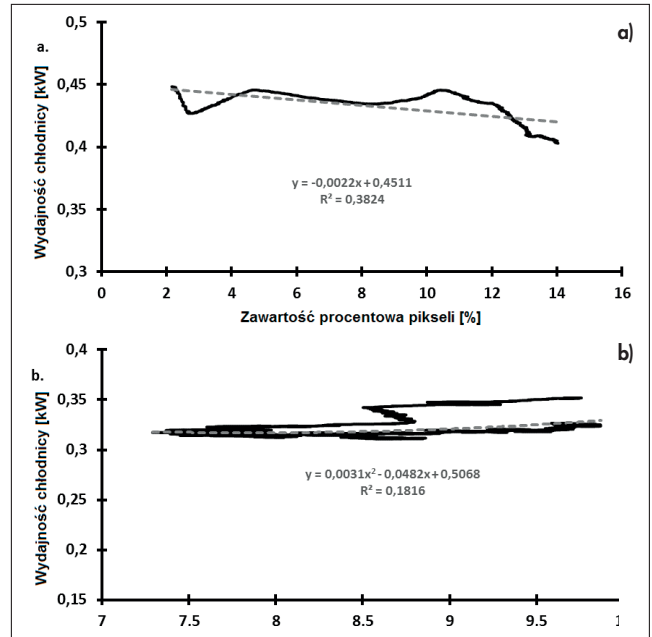 a.
a)
Wydajność chłodnicy [kW]
0,5
0,45
0,4
0,35
0,3
y = -0,0022x + 0,4511
R² = 0,3824
0 2 4 6 8 10 12 14 16
Zawartość procentowa pikseli [%]
b.
b)
Wydajność chłodnicy [kW]
0,4
0,35
0,3
0,25
0,2
0,15
y = 0,0031x² - 0,0482x + 0,5068
R² = 0,1816
7 7.5 8 8.5 9 9.5 1